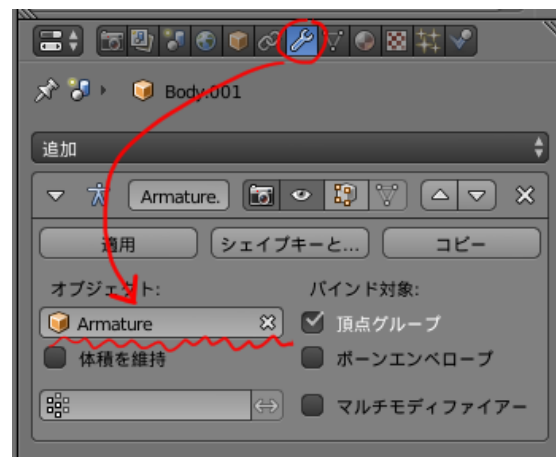 Body.001
追加
Armature.
適用 シェイプキーと... コピー
オブジェクト: バインド対象:
Armature 頂点グループ
体積を維持 ボーンエンベロープ
マルチモディファイアー